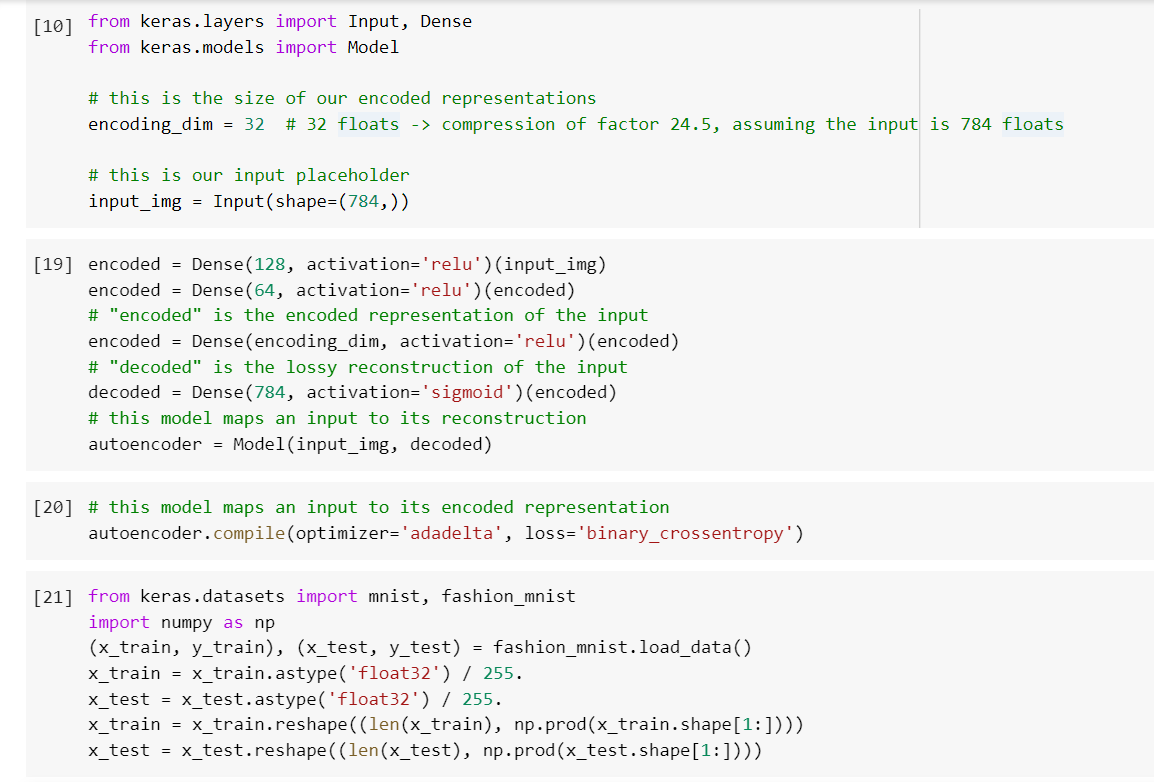 [10] from keras.layers import Input, Dense
from keras.models import Model
# this is the size of our encoded representations
encoding_dim = 32  # 32 floats -> compression of factor 24.5, assuming the input is 784 floats
# this is our input placeholder
input_img = Input(shape=(784,))
[19] encoded = Dense(128, activation='relu')(input_img)
encoded = Dense(64, activation='relu')(encoded)
# "encoded" is the encoded representation of the input
encoded = Dense(encoding_dim, activation='relu')(encoded)
# "decoded" is the lossy reconstruction of the input
decoded = Dense(784, activation='sigmoid')(encoded)
# this model maps an input to its reconstruction
autoencoder = Model(input_img, decoded)
[20] # this model maps an input to its encoded representation
autoencoder.compile(optimizer='adadelta', loss='binary_crossentropy')
[21] from keras.datasets import mnist, fashion_mnist
import numpy as np
(x_train, y_train), (x_test, y_test) = fashion_mnist.load_data()
x_train = x_train.astype('float32') / 255.
x_test = x_test.astype('float32') / 255.
x_train = x_train.reshape((len(x_train), np.prod(x_train.shape[1:])))
x_test = x_test.reshape((len(x_test), np.prod(x_test.shape[1:])))